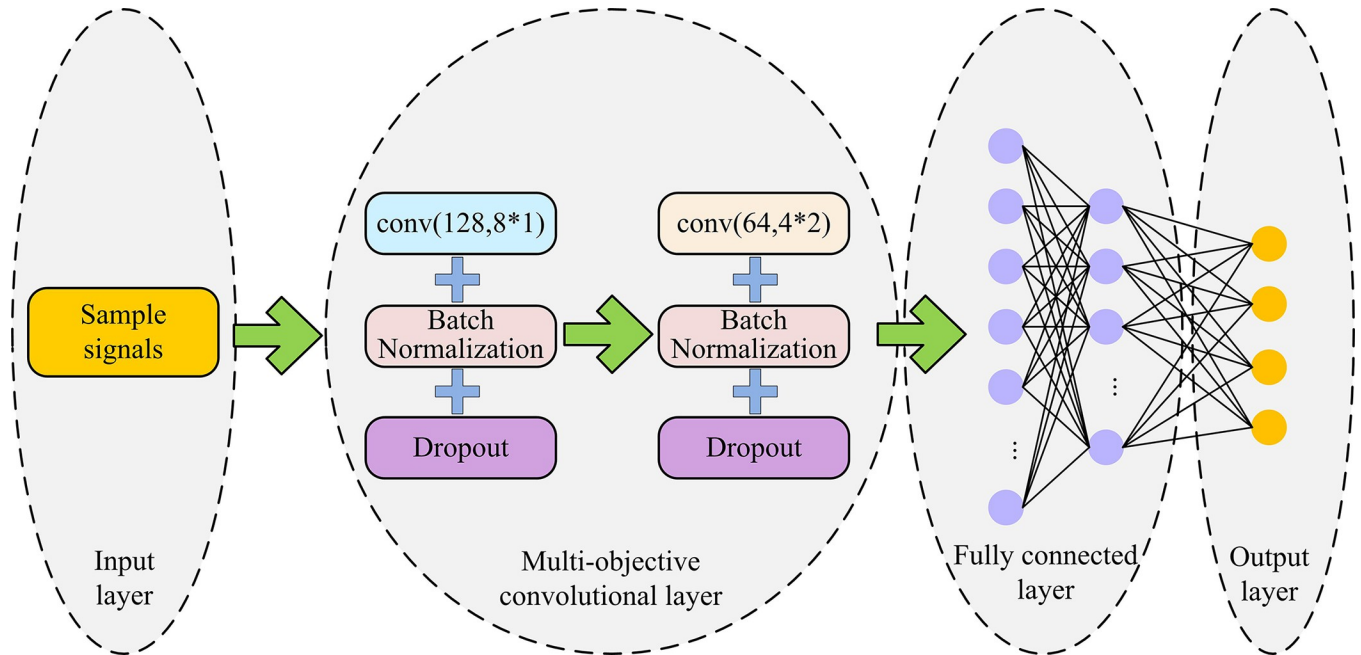 Sample
signals
Input
layer
conv(128,8*1)
Batch
Normalization
Dropout
conv(64,4*2)
Batch
Normalization
Dropout
Multi-objective
convolutional layer
...
...
Fully connected
layer
Output
layer